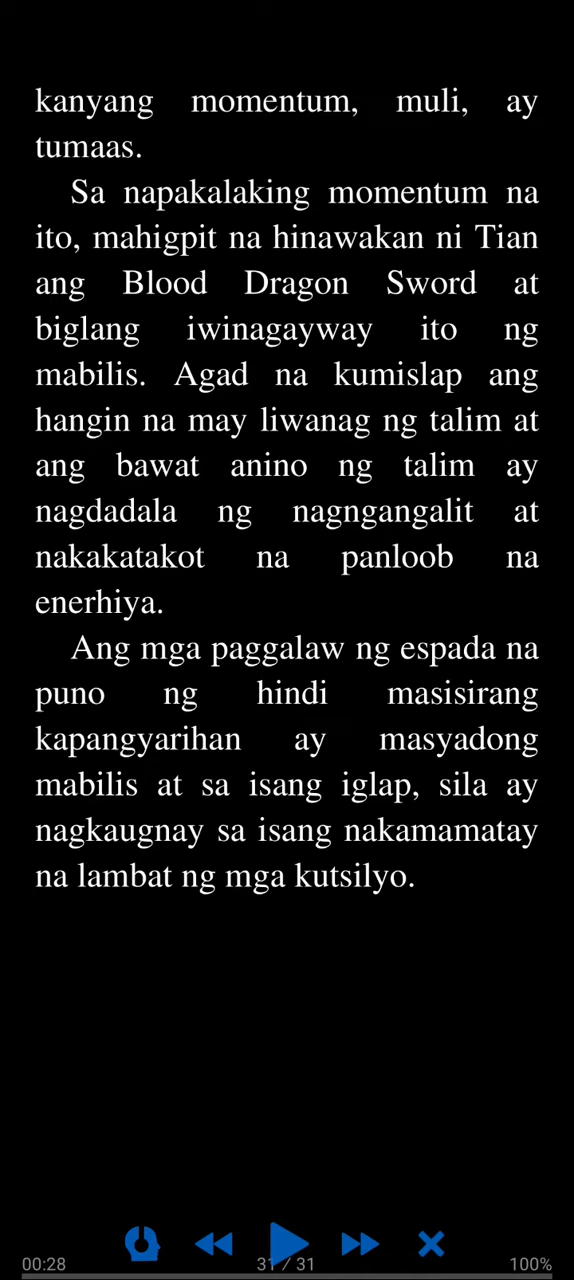 kanyang momentum, muli, ay
tumaas.
Sa napakalaking momentum na
ito, mahigpit na hinawakan ni Tian
ang Blood Dragon Sword at
biglang iwinagayway ito ng
mabilis. Agad na kumislap ang
hangin na may liwanag ng talim at
ang bawat anino ng talim ay
nagdadala ng nagngangalit at
nakakatakot na panloob na
enerhiya.
Ang mga paggalaw ng espada na
puno ng hindi masisirang
kapangyarihan ay masyadong
mabilis at sa isang iglap, sila ay
nagkaugnay sa isang nakamamatay
na lambat ng mga kutsilyo.
00:28 31 / 31 100%